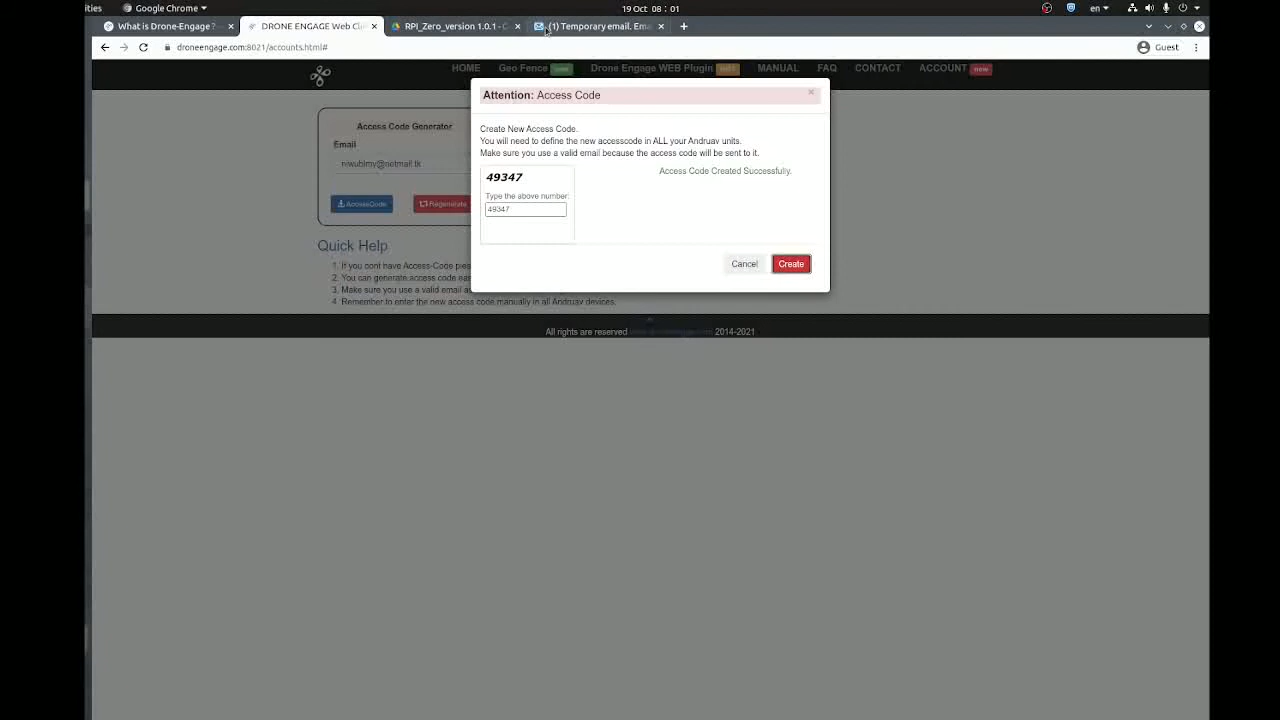 ities Google Chrome 19 Oct 08:01 en
What is Drone-Engage? DRONE ENGAGE Web Cli RPI_Zero_version 1.0.1 - G (1) Temporary email. Ema
droneengage.com:8021/accounts.html# Guest
HOME Geo Fence Drone Engage WEB Plugin MANUAL FAQ CONTACT ACCOUNT new
Attention: Access Code ×
Access Code Generator
Email
niwublmv@netmail.tk
AccessCode Regenerate
Create New Access Code.
You will need to define the new accesscode in ALL your Andruav units.
Make sure you use a valid email because the access code will be sent to it.
49347
Access Code Created Successfully.
Type the above number:
49347
Cancel Create
Quick Help
1. If you dont have Access-Code plea
2. You can generate access code eas
3. Make sure you use a valid email a
4. Remember to enter the new access code manually in all Andruav devices.
All rights are reserved 2014-2021